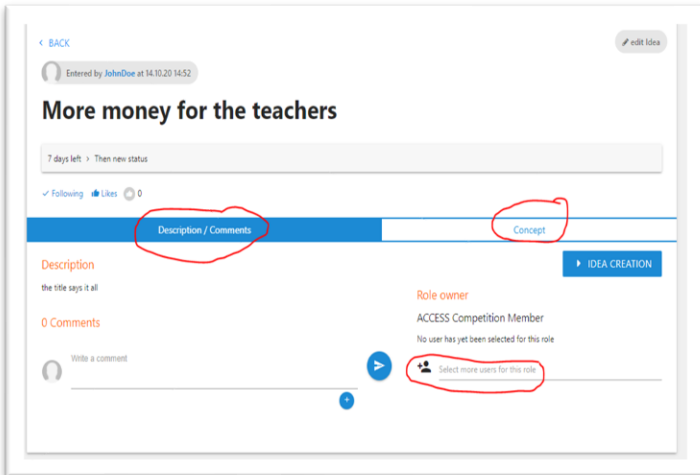 < BACK
edit Idea
Entered by JohnDoe at 14.10.20 14:52
More money for the teachers
7 days left > Then new status
Following Likes 0
Description / Comments
Concept
Description
IDEA CREATION
the title says it all
Role owner
ACCESS Competition Member
0 Comments
No user has yet been selected for this role
Write a comment
Select more users for this role